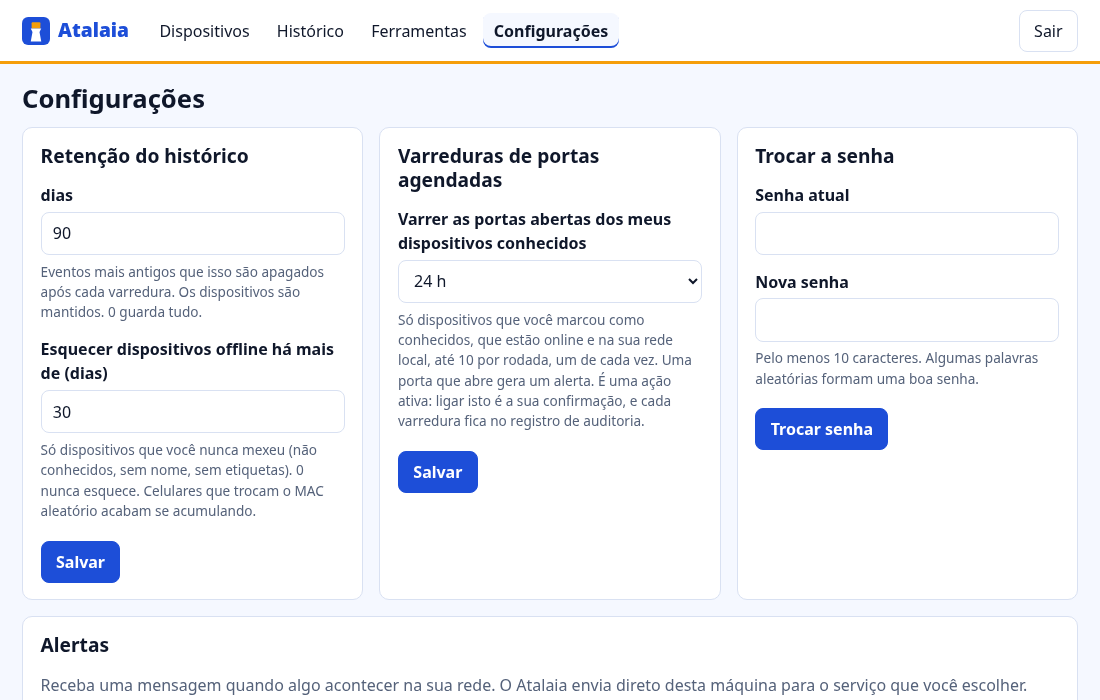 Atalaia
Dispositivos
Histórico
Ferramentas
Configurações
Sair
Configurações
Retenção do histórico
dias
90
Eventos mais antigos que isso são apagados
após cada varredura. Os dispositivos são
mantidos. 0 guarda tudo.
Esquecer dispositivos offline há mais
de (dias)
30
Só dispositivos que você nunca mexeu (não
conhecidos, sem nome, sem etiquetas). 0
nunca esquece. Celulares que trocam o MAC
aleatório acabam se acumulando.
Salvar
Varreduras de portas
agendadas
Varrer as portas abertas dos meus
dispositivos conhecidos
24 h
Só dispositivos que você marcou como
conhecidos, que estão online e na sua rede
local, até 10 por rodada, um de cada vez. Uma
porta que abre gera um alerta. É uma ação
ativa: ligar isto é a sua confirmação, e cada
varredura fica no registro de auditoria.
Salvar
Trocar a senha
Senha atual
Nova senha
Pelo menos 10 caracteres. Algumas palavras
aleatórias formam uma boa senha.
Trocar senha
Alertas
Receba uma mensagem quando algo acontecer na sua rede. O Atalaia envia direto desta máquina para o serviço que você escolher.